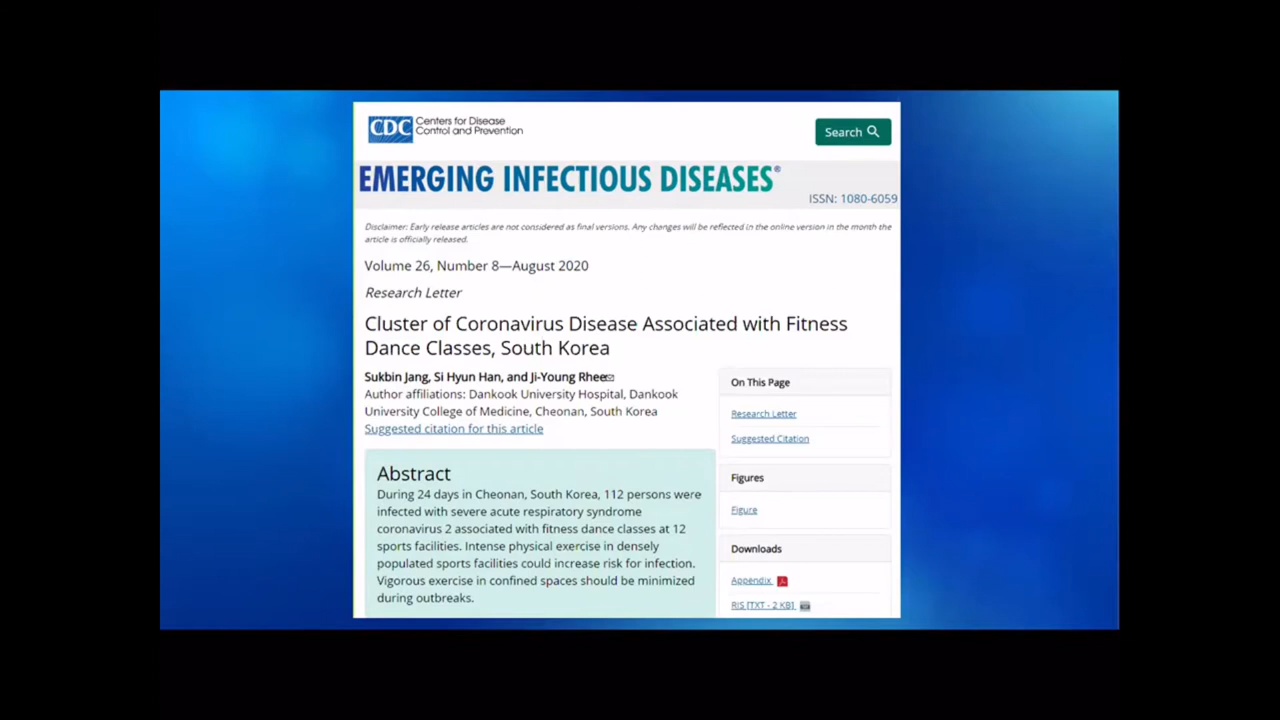 CDC Centers for Disease
Control and Prevention
Search
EMERGING INFECTIOUS DISEASES®
ISSN: 1080-6059
Disclaimer: Early release articles are not considered as final versions. Any changes will be reflected in the online version in the month the
article is officially released.
Volume 26, Number 8—August 2020
Research Letter
Cluster of Coronavirus Disease Associated with Fitness
Dance Classes, South Korea
Sukbin Jang, Si Hyun Han, and Ji-Young Rhee
Author affiliations: Dankook University Hospital, Dankook
University College of Medicine, Cheonan, South Korea
Suggested citation for this article
Abstract
During 24 days in Cheonan, South Korea, 112 persons were
infected with severe acute respiratory syndrome
coronavirus 2 associated with fitness dance classes at 12
sports facilities. Intense physical exercise in densely
populated sports facilities could increase risk for infection.
Vigorous exercise in confined spaces should be minimized
during outbreaks.
On This Page
Research Letter
Suggested Citation
Figures
Figure
Downloads
Appendix
RIS [TXT - 2 KB]